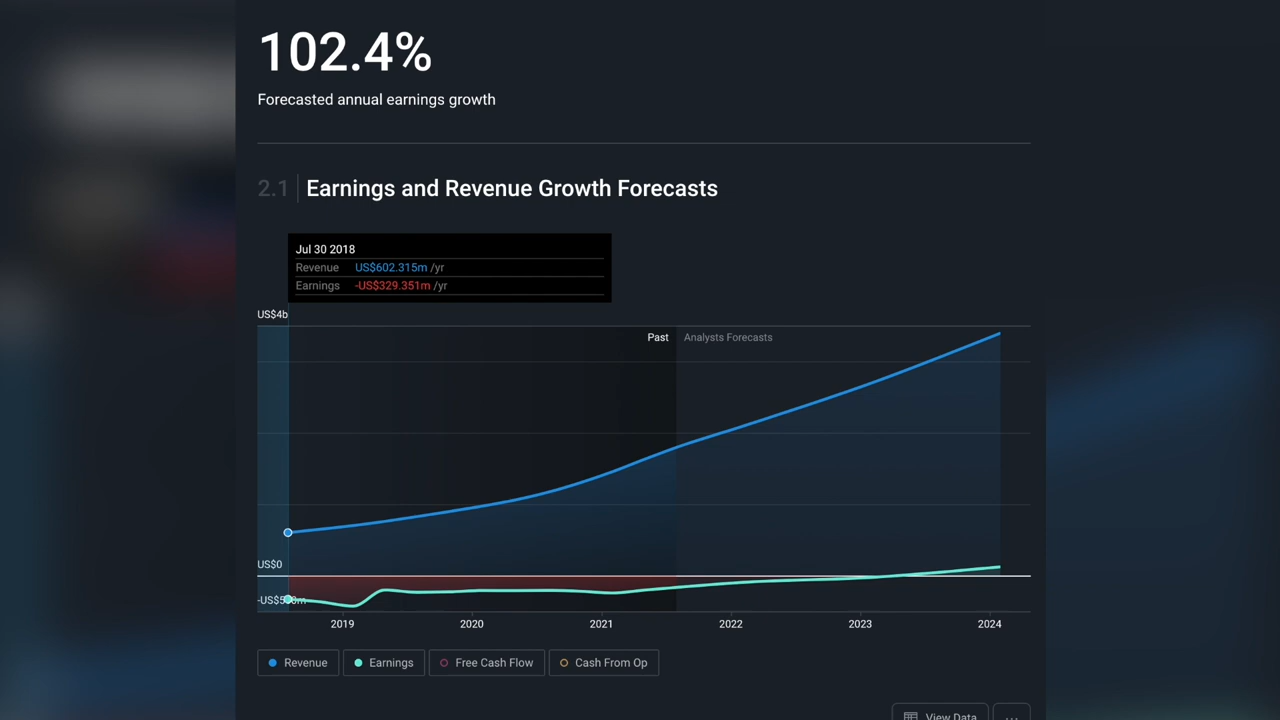 102.4%
Forecasted annual earnings growth
2.1 Earnings and Revenue Growth Forecasts
Jul 30 2018
Revenue US$602.315m /yr
Earnings -US$329.351m /yr
US$4b
Past Analysts Forecasts
US$0
2019 2020 2021 2022 2023 2024
Revenue Earnings Free Cash Flow Cash From Op
View Data